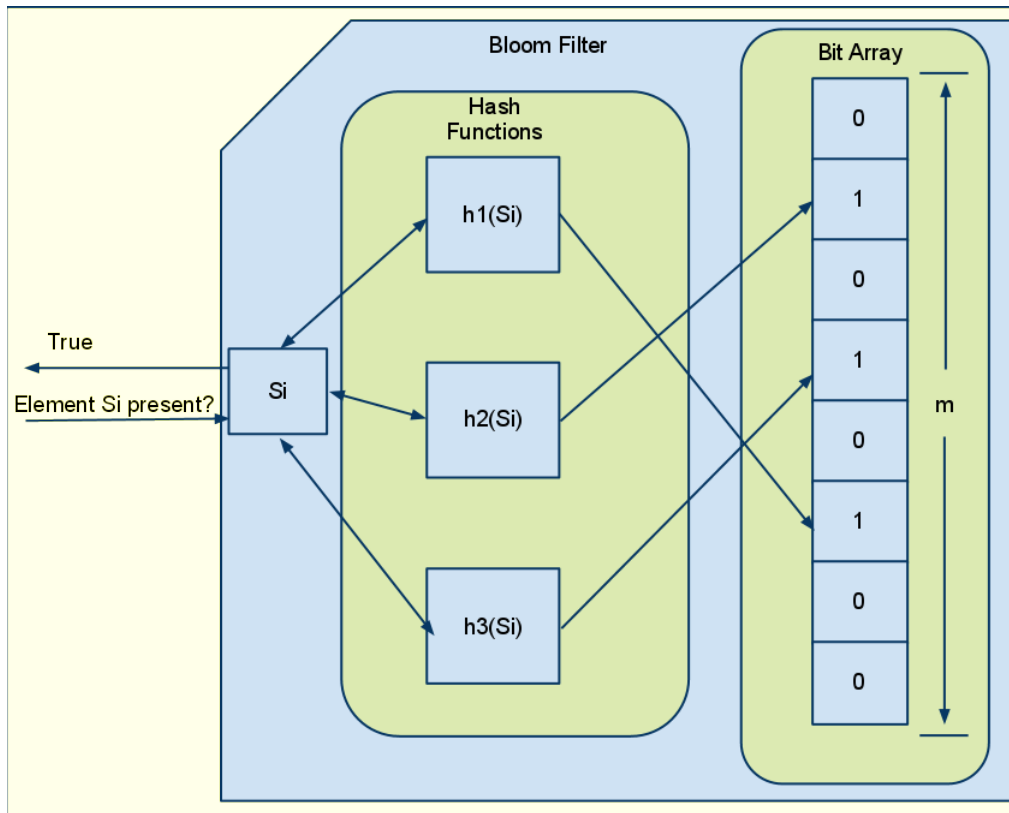 Bloom Filter
Bit Array
Hash
Functions
h1(Si)
h2(Si)
h3(Si)
True
Element Si present?
Si
0
1
0
1
0
1
0
0
m